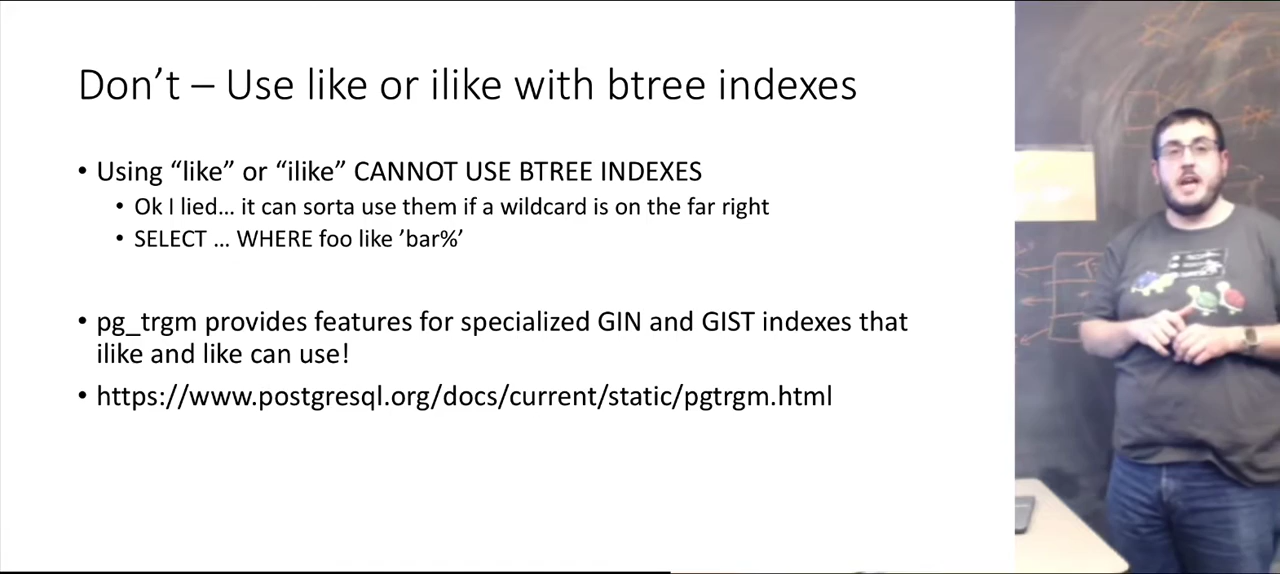 Don’t – Use like or ilike with btree indexes
• Using “like” or “ilike” CANNOT USE BTREE INDEXES
• Ok I lied… it can sorta use them if a wildcard is on the far right
• SELECT … WHERE foo like ’bar%’
• pg_trgm provides features for specialized GIN and GIST indexes that
ilike and like can use!
• https://www.postgresql.org/docs/current/static/pgtrgm.html